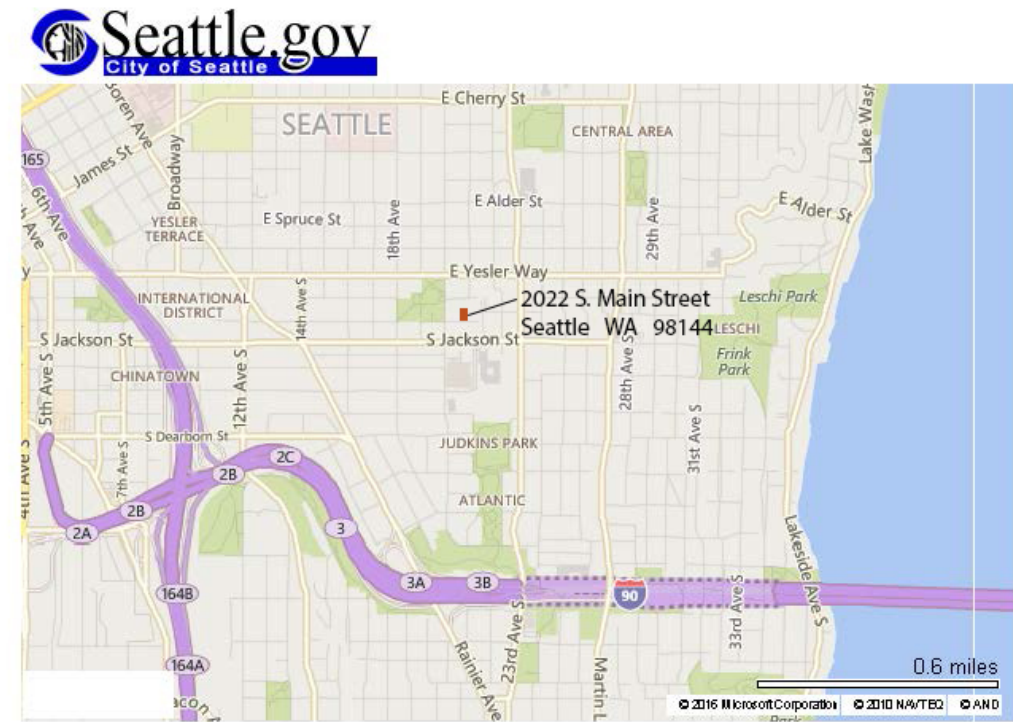 Seattle.gov
City of Seattle
E Cherry St
SEATTLE
CENTRAL AREA
Boren Ave
James St
Broadway
Lake Wash
165
6th Ave
h Ave
YESLER
TERRACE
E Spruce St
18th Ave
E Alder St
29th Ave
E Alder St
y
E Yesler Way
INTERNATIONAL
DISTRICT
14th Ave S
2022 S. Main Street
Seattle WA 98144
Leschi Park
LESCHI
S Jackson St
S Jackson St
Frink
Park
CHINATOWN
5th Ave S
12th Ave S
28th Ave S
31st Ave S
S Dearborn St
JUDKINS PARK
4th Ave S
7th Ave S
2C
2B
2B
2A
ATLANTIC
3
3A
3B
90
164B
164A
33rd Ave S
Lakeside Ave S
23rd Ave S
Rainier Ave
Martin L
acon A
0.6 miles
© 2016 Microsoft Corporation © 2010 NAVTEQ © AND
Park